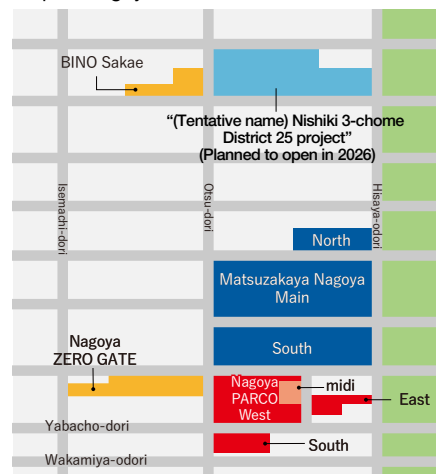 BINO Sakae
“(Tentative name) Nishiki 3-chome
District 25 project”
(Planned to open in 2026)
Isemachi-dori
Otsu-dori
Hisaya-odori
North
Matsuzakaya Nagoya
Main
South
Nagoya
ZERO GATE
Nagoya
PARCO
West
midi
East
Yabacho-dori
South
Wakamiya-odori